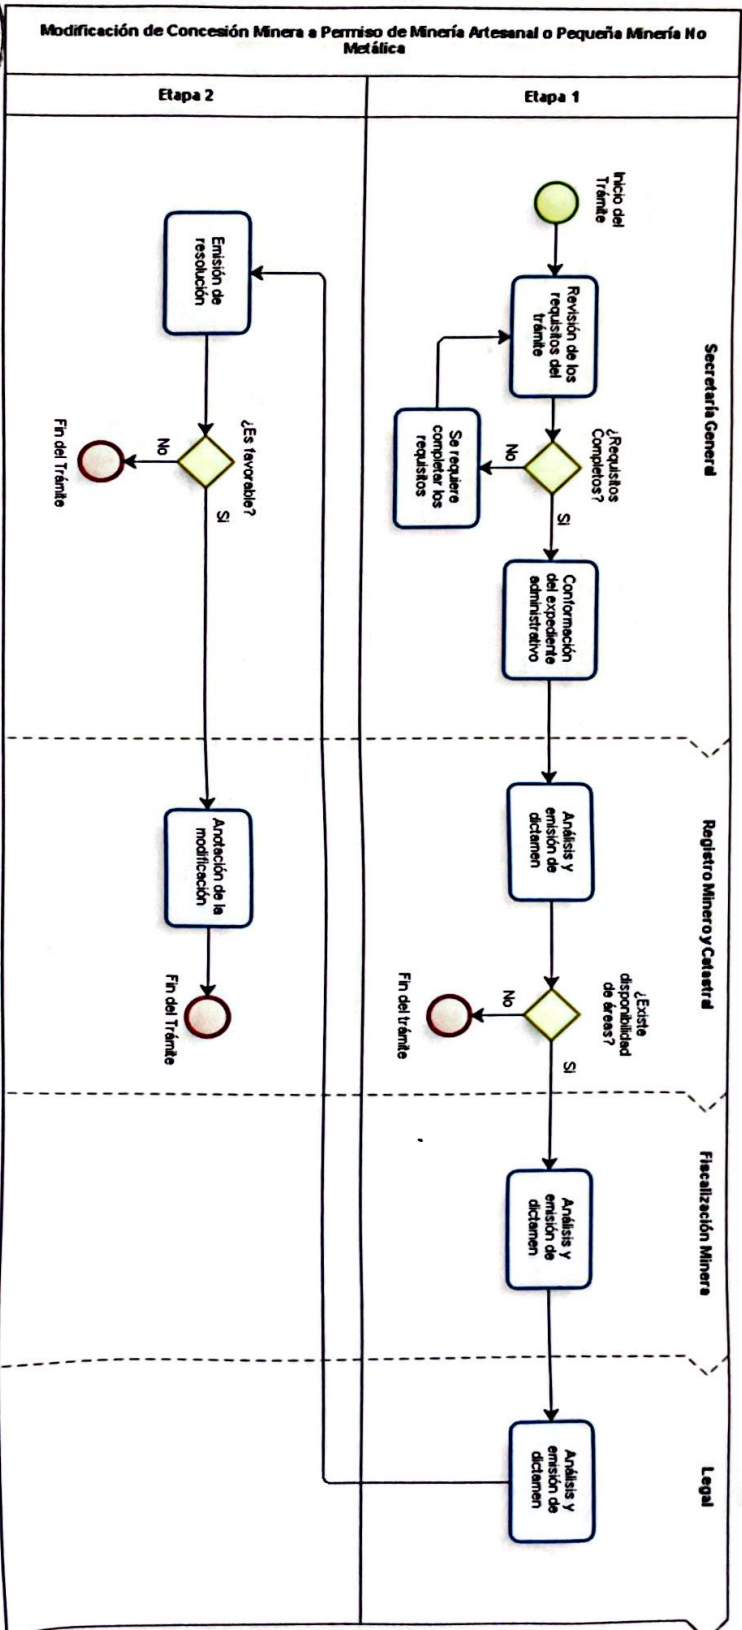 Modificación de Concesión Minera a Permiso de Minería Artesanal o Pequeña Minería No
Metálica
Etapa 1
Etapa 2
Secretaría General
Registro Minero y Catastral
Fiscalización Minera
Legal
Inicio del
Trámite
Revisión de los
requisitos del
trámite
¿Requisitos
Completos?
No
Si
Se requiere
completar los
requisitos
Conformación
del expediente
administrativo
Análisis y
emisión de
dictamen
¿Existe
disponibilidad
de áreas?
No
Si
Fin del trámite
Análisis y
emisión de
dictamen
Análisis y
emisión de
dictamen
Emisión de
resolución
¿Es favorable?
No
Si
Fin del Trámite
Anotación de la
modificación
Fin del Trámite